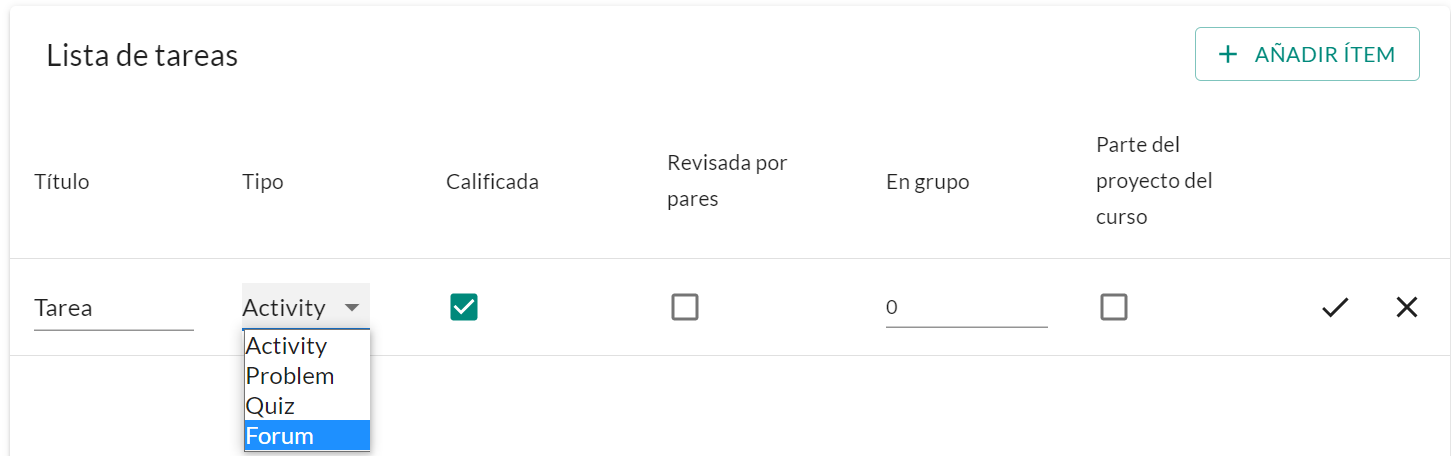 Lista de tareas
+ AÑADIR ÍTEM
Título
Tipo
Calificada
Revisada por
pares
En grupo
Parte del
proyecto del
curso
Tarea
Activity
0
Activity
Problem
Quiz
Forum